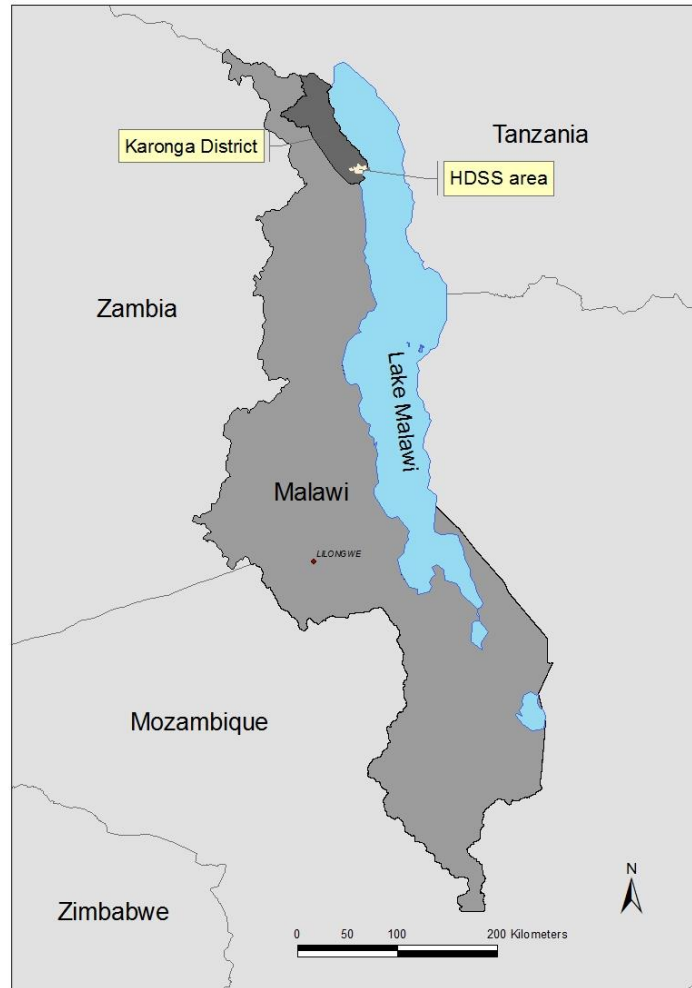 Tanzania
Karonga District
HDSS area
Zambia
Lake Malawi
Malawi
LILONGWE
Mozambique
N
Zimbabwe
0 50 100 200 Kilometers